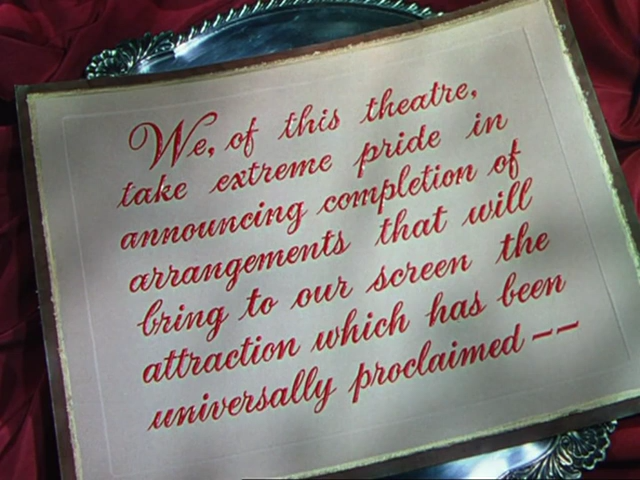 We, of this theatre,
take extreme pride in
announcing completion of
arrangements that will
bring to our screen the
attraction which has been
universally proclaimed --